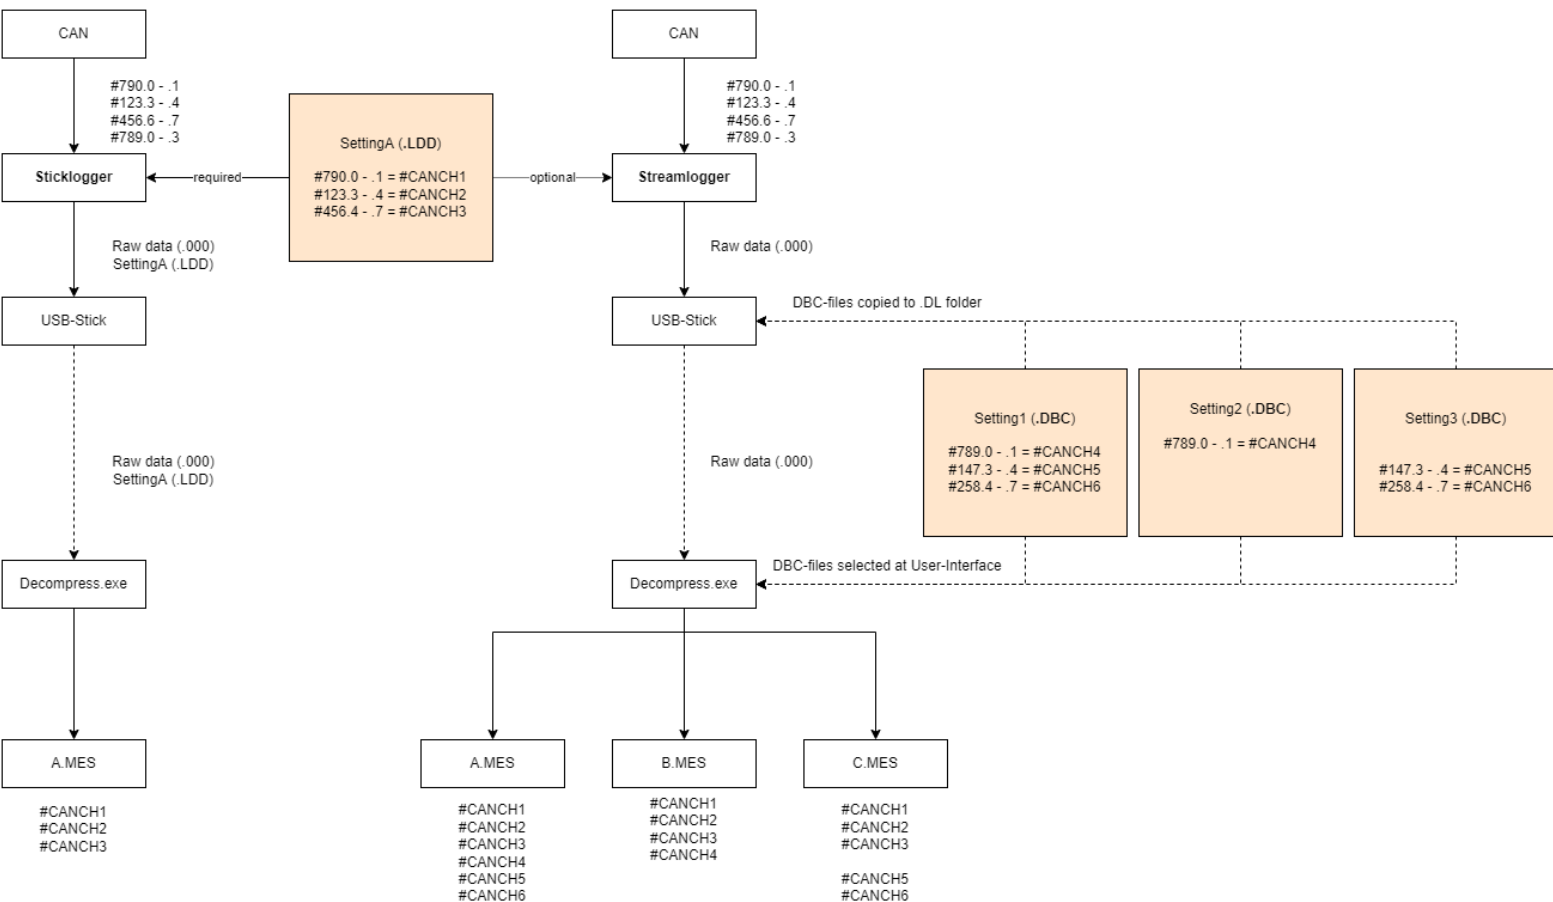 CAN
CAN
#790.0 - .1
#123.3 - .4
#456.6 - .7
#789.0 - .3
SettingA (.LDD)
#790.0 - .1 = #CANCH1
#123.3 - .4 = #CANCH2
#456.4 - .7 = #CANCH3
#790.0 - .1
#123.3 - .4
#456.6 - .7
#789.0 - .3
Sticklogger
required
optional
Streamlogger
Raw data (.000)
SettingA (.LDD)
Raw data (.000)
USB-Stick
USB-Stick
DBC-files copied to .DL folder
Setting1 (.DBC)
#789.0 - .1 = #CANCH4
#147.3 - .4 = #CANCH5
#258.4 - .7 = #CANCH6
Setting2 (.DBC)
#789.0 - .1 = #CANCH4
Setting3 (.DBC)
#147.3 - .4 = #CANCH5
#258.4 - .7 = #CANCH6
Raw data (.000)
SettingA (.LDD)
Raw data (.000)
Decompress.exe
Decompress.exe
DBC-files selected at User-Interface
A.MES
#CANCH1
#CANCH2
#CANCH3
A.MES
#CANCH1
#CANCH2
#CANCH3
#CANCH4
#CANCH5
#CANCH6
B.MES
#CANCH1
#CANCH2
#CANCH3
#CANCH4
C.MES
#CANCH1
#CANCH2
#CANCH3
#CANCH5
#CANCH6